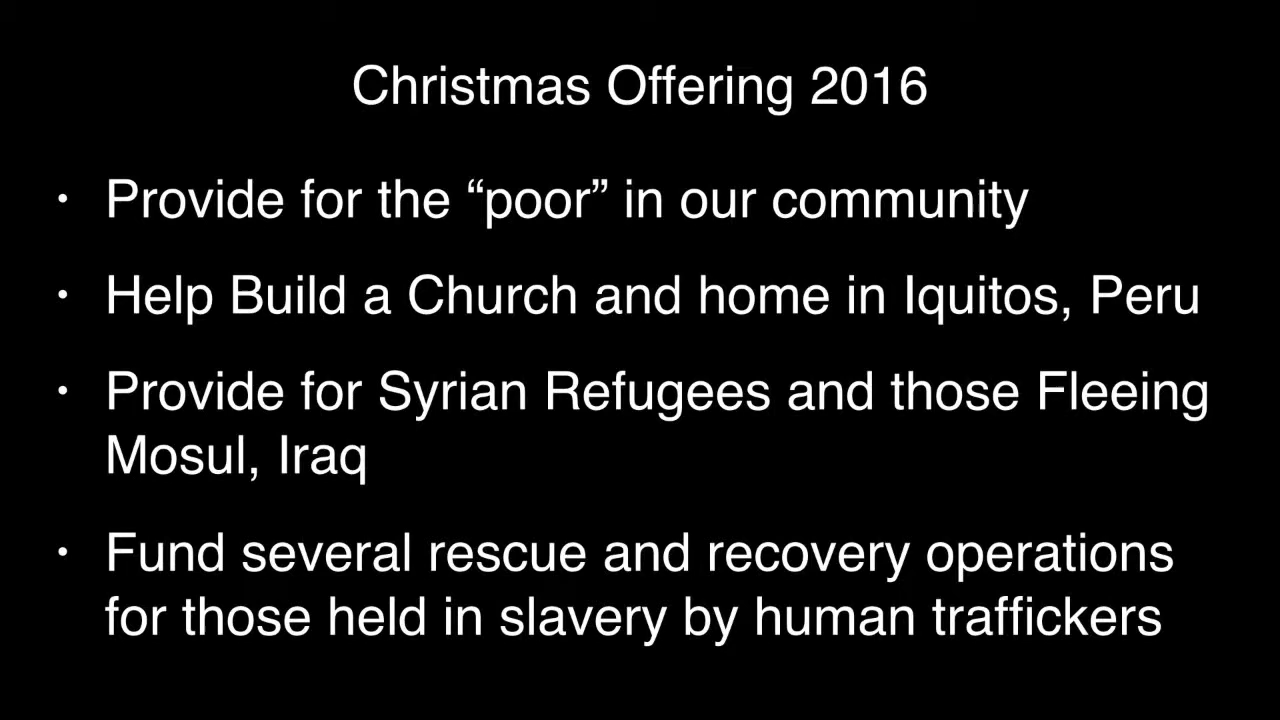 Christmas Offering 2016
• Provide for the “poor” in our community
• Help Build a Church and home in Iquitos, Peru
• Provide for Syrian Refugees and those Fleeing
Mosul, Iraq
• Fund several rescue and recovery operations
for those held in slavery by human traffickers